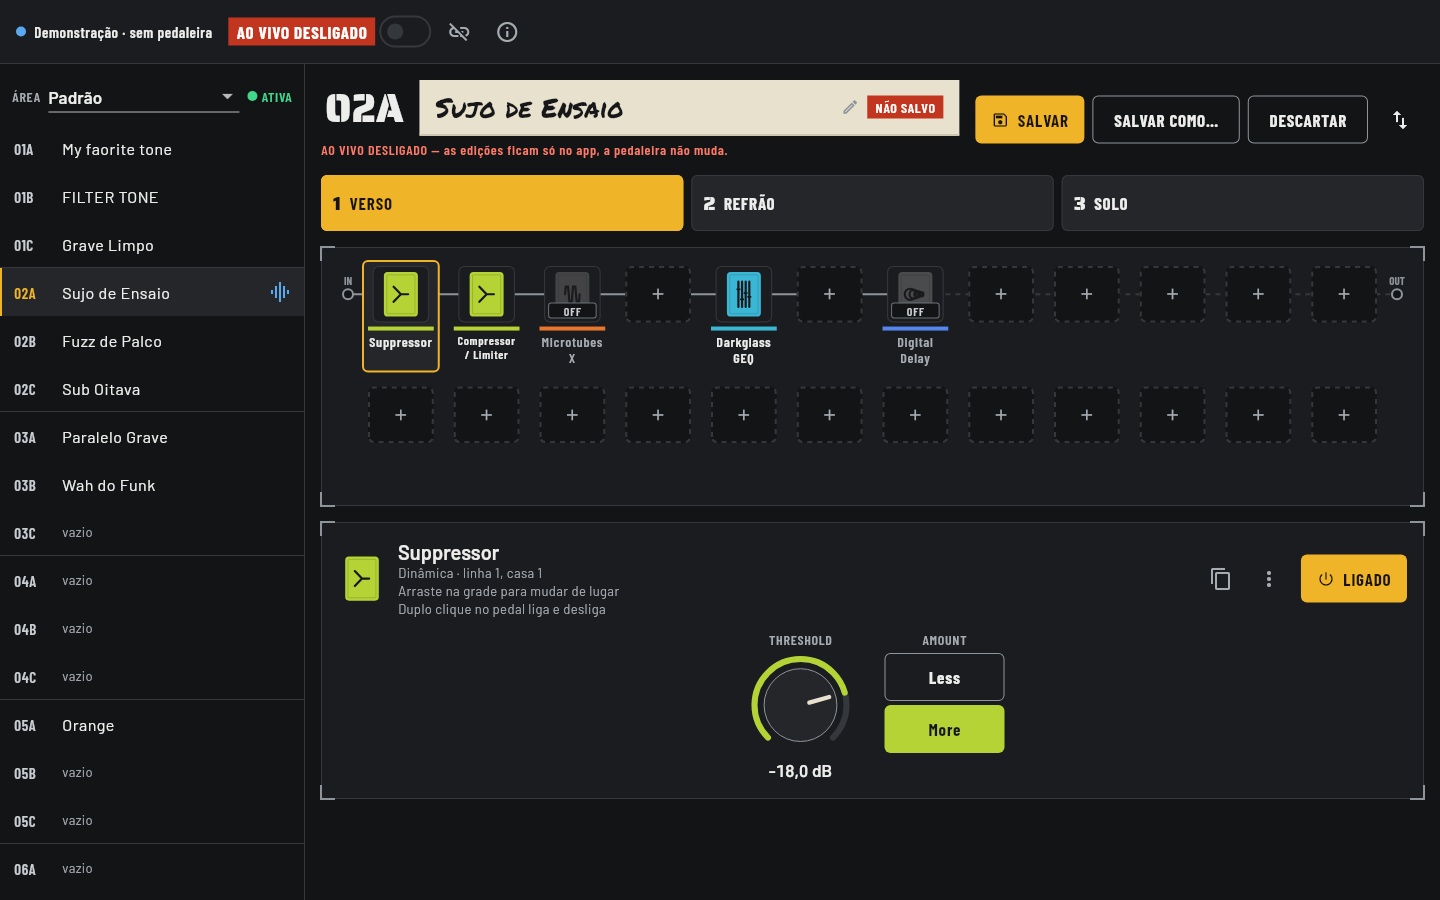 Demonstração · sem pedaleira
AO VIVO DESLIGADO
ÁREA Padrão ATIVA
01A My faorite tone
01B FILTER TONE
01C Grave Limpo
02A Sujo de Ensaio
02B Fuzz de Palco
02C Sub Oitava
03A Paralelo Grave
03B Wah do Funk
03C vazio
04A vazio
04B vazio
04C vazio
05A Orange
05B vazio
05C vazio
06A vazio
02A Sujo de Ensaio NÃO SALVO
SALVAR SALVAR COMO... DESCARTAR
AO VIVO DESLIGADO — as edições ficam só no app, a pedaleira não muda.
1 VERSO
2 REFRÃO
3 SOLO
IN
OUT
OFF
OFF
Suppressor
Compressor
/ Limiter
Microtubes
X
Darkglass
GEQ
Digital
Delay
Suppressor
Dinâmica · linha 1, casa 1
Arraste na grade para mudar de lugar
Duplo clique no pedal liga e desliga
LIGADO
THRESHOLD
-18,0 dB
AMOUNT
Less
More